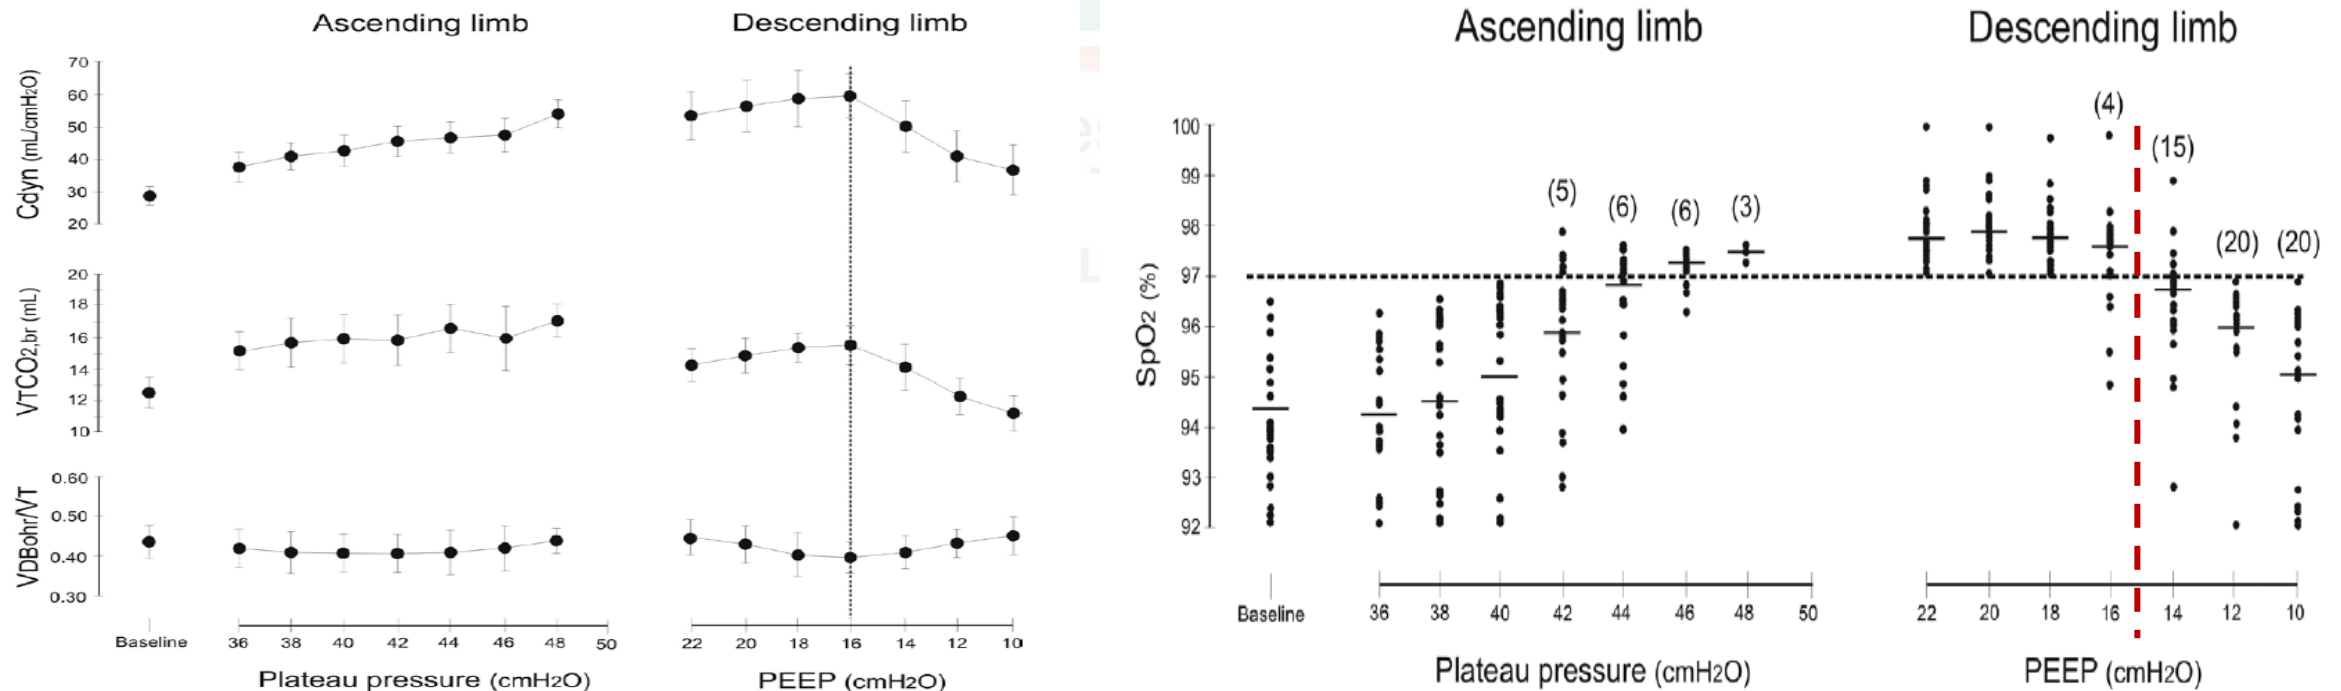 Ascending limb
Descending limb
Cdyn (mL/cmH2O)
70
60
50
40
30
20
VTCO2,br (mL)
20
18
16
14
12
10
VDBohr/VT
0.60
0.50
0.40
0.30
Baseline
36 38 40 42 44 46 48 50
22 20 18 16 14 12 10
Plateau pressure (cmH2O)
PEEP (cmH2O)
Ascending limb
Descending limb
SpO2 (%)
100
99
98
97
96
95
94
93
92
(5) (6) (6) (3)
(4) (15) (20) (20)
Baseline
36 38 40 42 44 46 48 50
22 20 18 16 14 12 10
Plateau pressure (cmH2O)
PEEP (cmH2O)